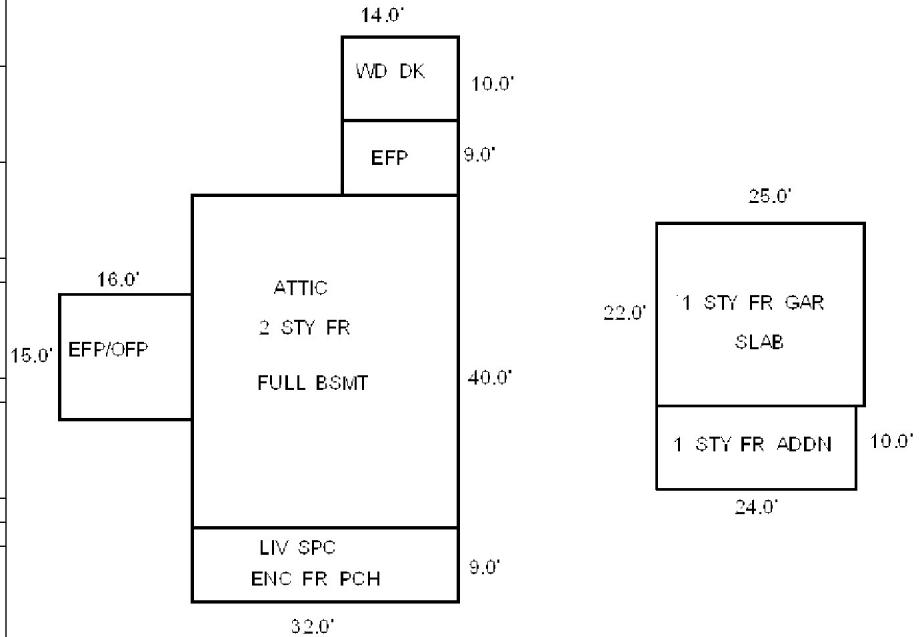 14.0'
WD DK
10.0'
EFP
9.0'
25.0'
16.0'
ATTIC
2 STY FR
FULL BSMT
15.0'
EFP/OFP
40.0'
22.0'
1 STY FR GAR
SLAB
1 STY FR ADDN
10.0'
24.0'
LIV SPC
ENC FR PCH
9.0'
32.0'